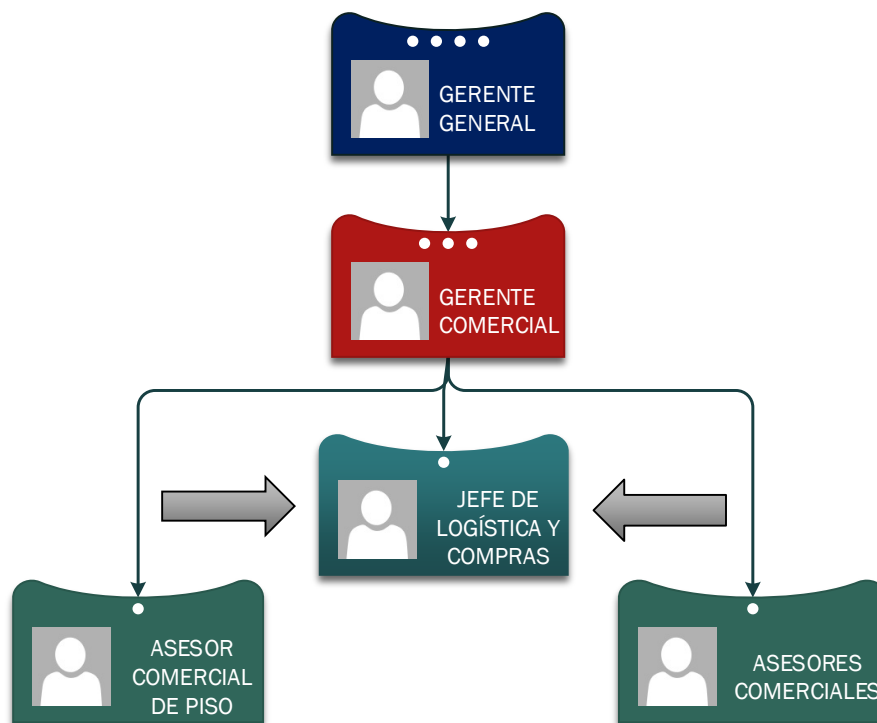 GERENTE
GENERAL
GERENTE
COMERCIAL
JEFE DE
LOGÍSTICA Y
COMPRAS
ASESOR
COMERCIAL
DE PISO
ASESORES
COMERCIALES